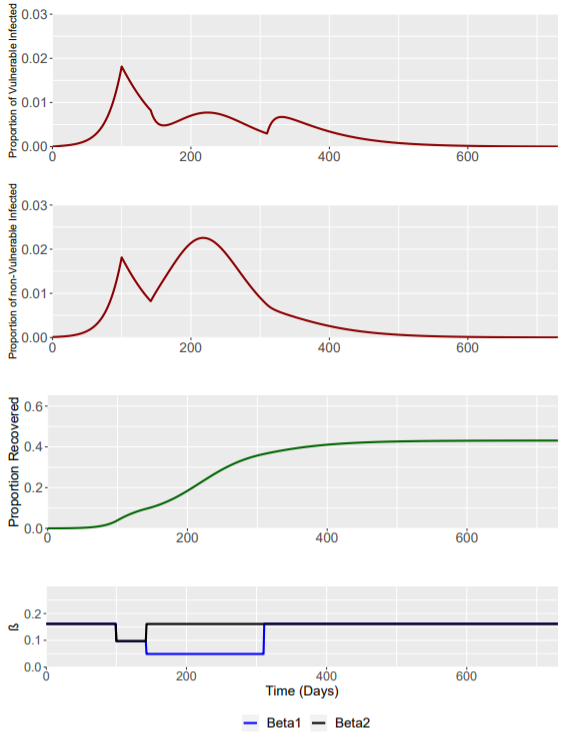 Proportion of Vulnerable Infected
0.03
0.02
0.01
0.00
0 200 400 600
Proportion of non-Vulnerable Infected
0.03
0.02
0.01
0.00
0 200 400 600
Proportion Recovered
0.6
0.4
0.2
0.0
0 200 400 600
ß
0.2
0.1
0.0
0 200 400 600
Time (Days)
Beta1 Beta2